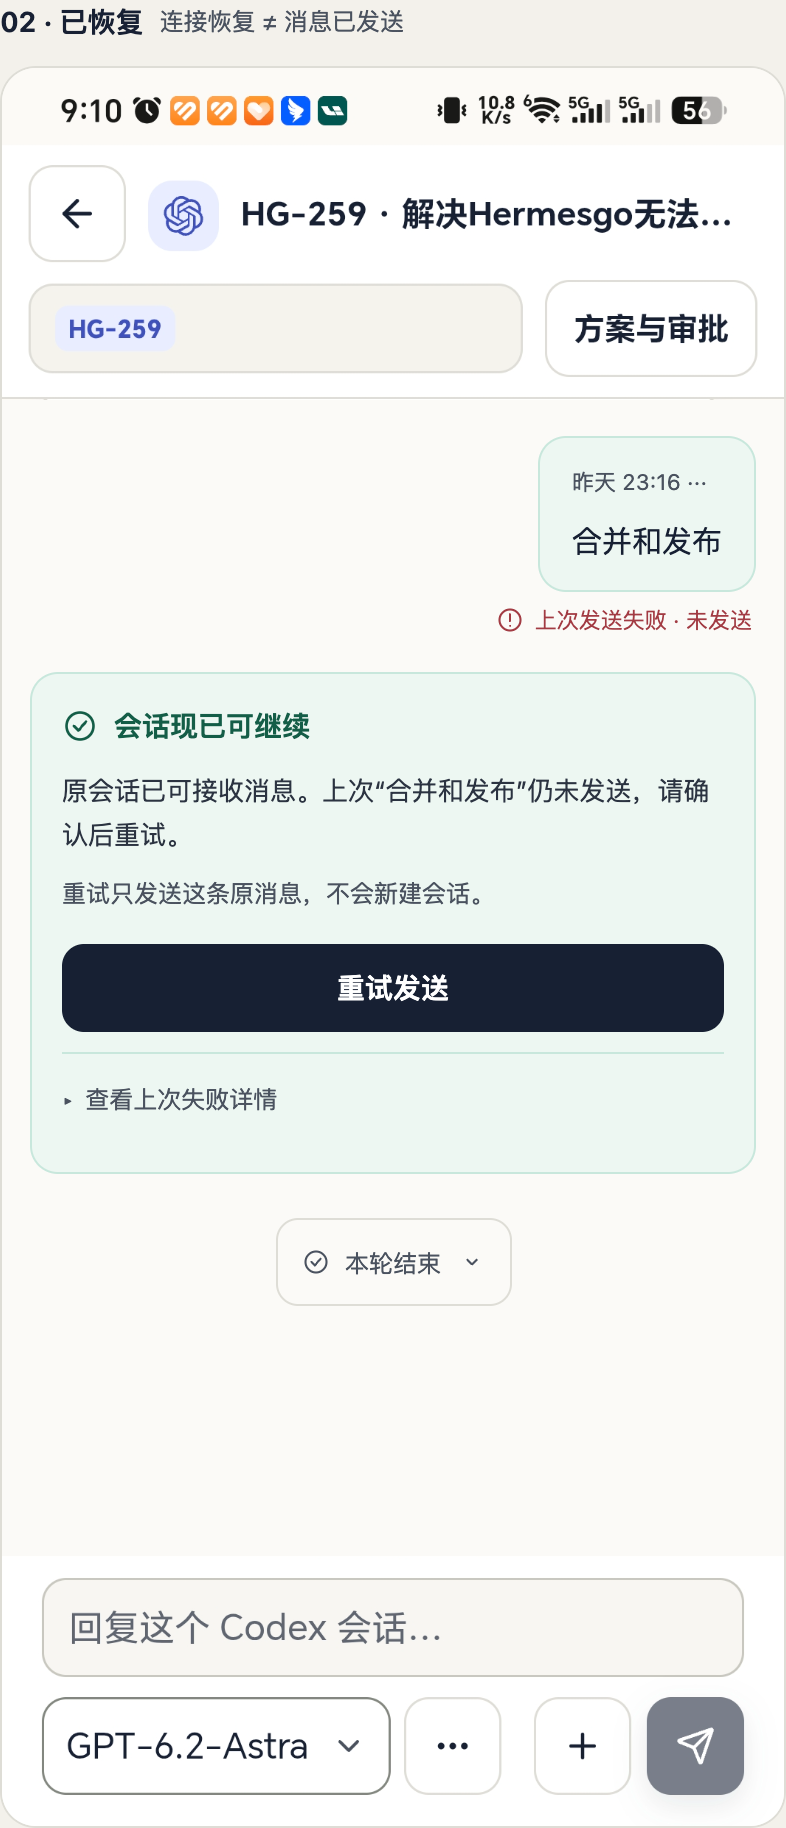 02 · 已恢复 连接恢复 ≠ 消息已发送
9:10 10.8 K/s 6 5G 5G 56
HG-259 · 解决Hermesgo无法...
HG-259 方案与审批
昨天 23:16 ···
合并和发布
上次发送失败 · 未发送
会话现已可继续
原会话已可接收消息。上次“合并和发布”仍未发送，请确
认后重试。
重试只发送这条原消息，不会新建会话。
重试发送
查看上次失败详情
本轮结束
回复这个 Codex 会话...
GPT-6.2-Astra